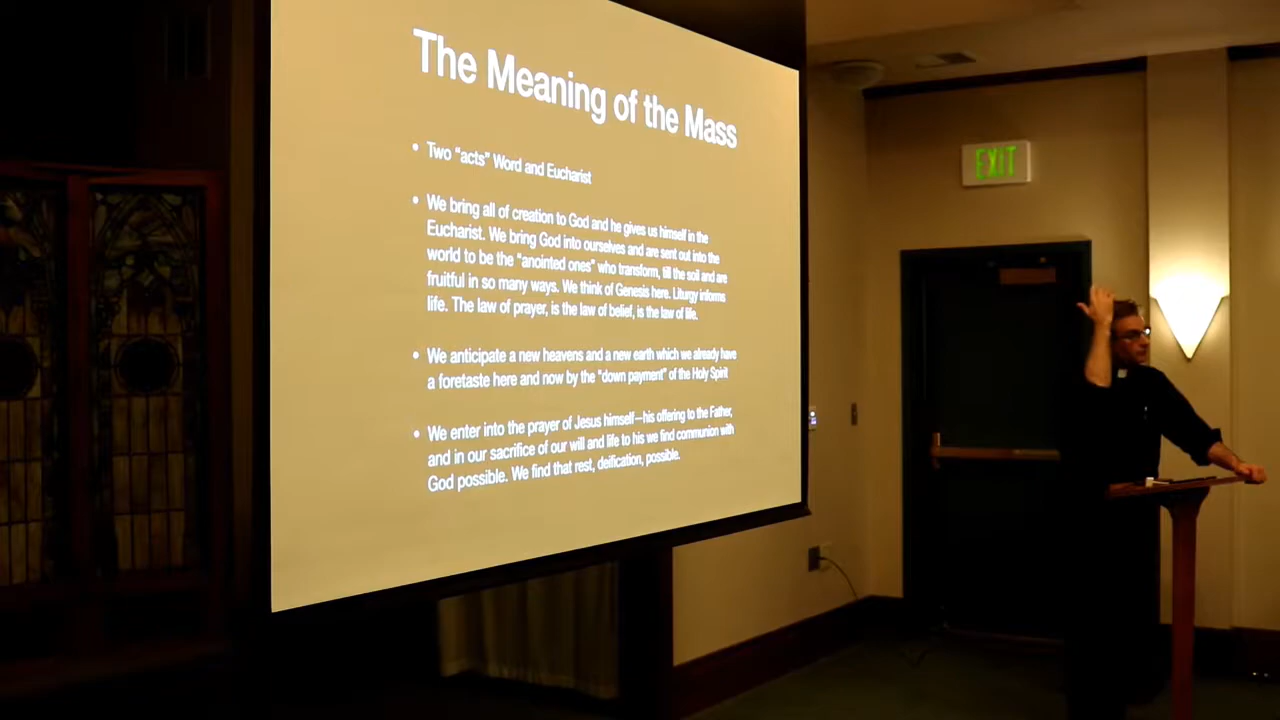 The Meaning of the Mass
• Two “acts” Word and Eucharist
• We bring all of creation to God and he gives us himself in the
Eucharist. We bring God into ourselves and are sent out into the
world to be the “anointed ones” who transform, till the soil and are
fruitful in so many ways. We think of Genesis here. Liturgy informs
life. The law of prayer, is the law of belief, is the law of life.
• We anticipate a new heavens and a new earth which we already have
a foretaste here and now by the “down payment” of the Holy Spirit
• We enter into the prayer of Jesus himself—his offering to the Father,
and in our sacrifice of our will and life to his we find communion with
God possible. We find that rest, deification, possible.
EXIT